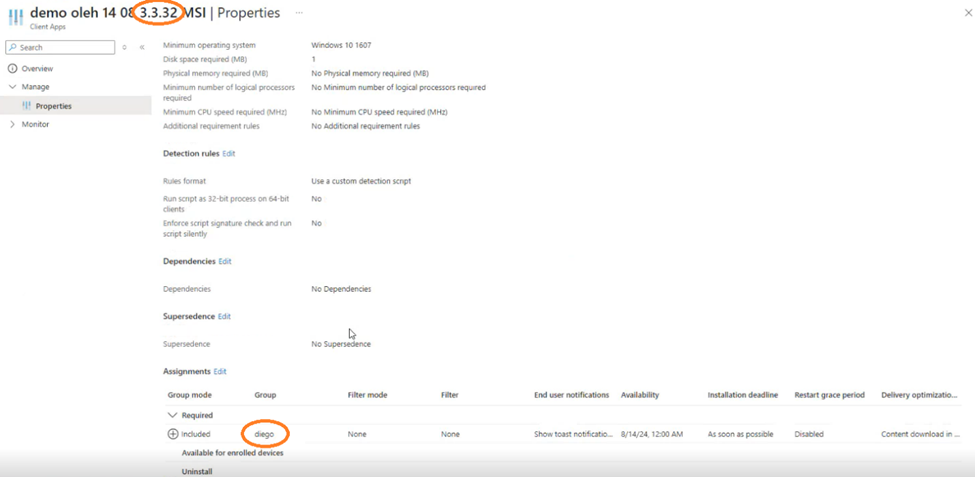 demo oleh 14 08 3.3.32 MSI | Properties ...
Client Apps
Search
Overview
Manage
Properties
Monitor
Minimum operating system Windows 10 1607
Disk space required (MB) 1
Physical memory required (MB) No Physical memory required (MB)
Minimum number of logical processors required No Minimum number of logical processors required
Minimum CPU speed required (MHz) No Minimum CPU speed required (MHz)
Additional requirement rules No Additional requirement rules
Detection rules Edit
Rules format Use a custom detection script
Run script as 32-bit process on 64-bit clients No
Enforce script signature check and run script silently No
Dependencies Edit
Dependencies No Dependencies
Supersedence Edit
Supersedence No Supersedence
Assignments Edit
Group mode Group Filter mode Filter End user notifications Availability Installation deadline Restart grace period Delivery optimizatio...
Required
Included diego None None Show toast notificatio... 8/14/24, 12:00 AM As soon as possible Disabled Content download in ...
Available for enrolled devices
Uninstall